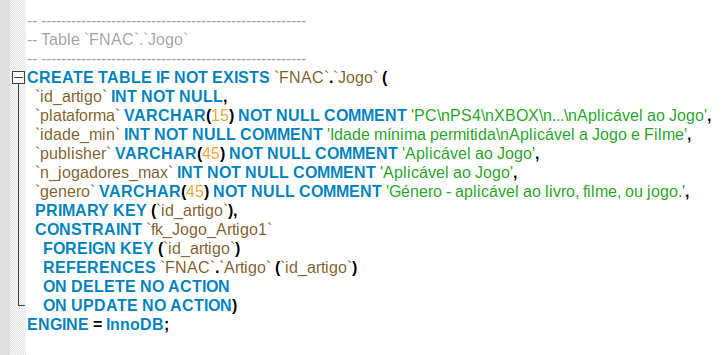 -- -----------------------------------------------------
-- Table `FNAC`.`Jogo`
-- -----------------------------------------------------
CREATE TABLE IF NOT EXISTS `FNAC`.`Jogo` (
`id_artigo` INT NOT NULL,
`plataforma` VARCHAR(15) NOT NULL COMMENT 'PC\nPS4\nXBOX\n...\nAplicável ao Jogo',
`idade_min` INT NOT NULL COMMENT 'Idade mínima permitida\nAplicável a Jogo e Filme',
`publisher` VARCHAR(45) NOT NULL COMMENT 'Aplicável ao Jogo',
`n_jogadores_max` INT NOT NULL COMMENT 'Aplicável ao Jogo',
`genero` VARCHAR(45) NOT NULL COMMENT 'Género - aplicável ao livro, filme, ou jogo.',
PRIMARY KEY (`id_artigo`),
CONSTRAINT `fk_Jogo_Artigo1`
FOREIGN KEY (`id_artigo`)
REFERENCES `FNAC`.`Artigo` (`id_artigo`)
ON DELETE NO ACTION
ON UPDATE NO ACTION)
ENGINE = InnoDB;